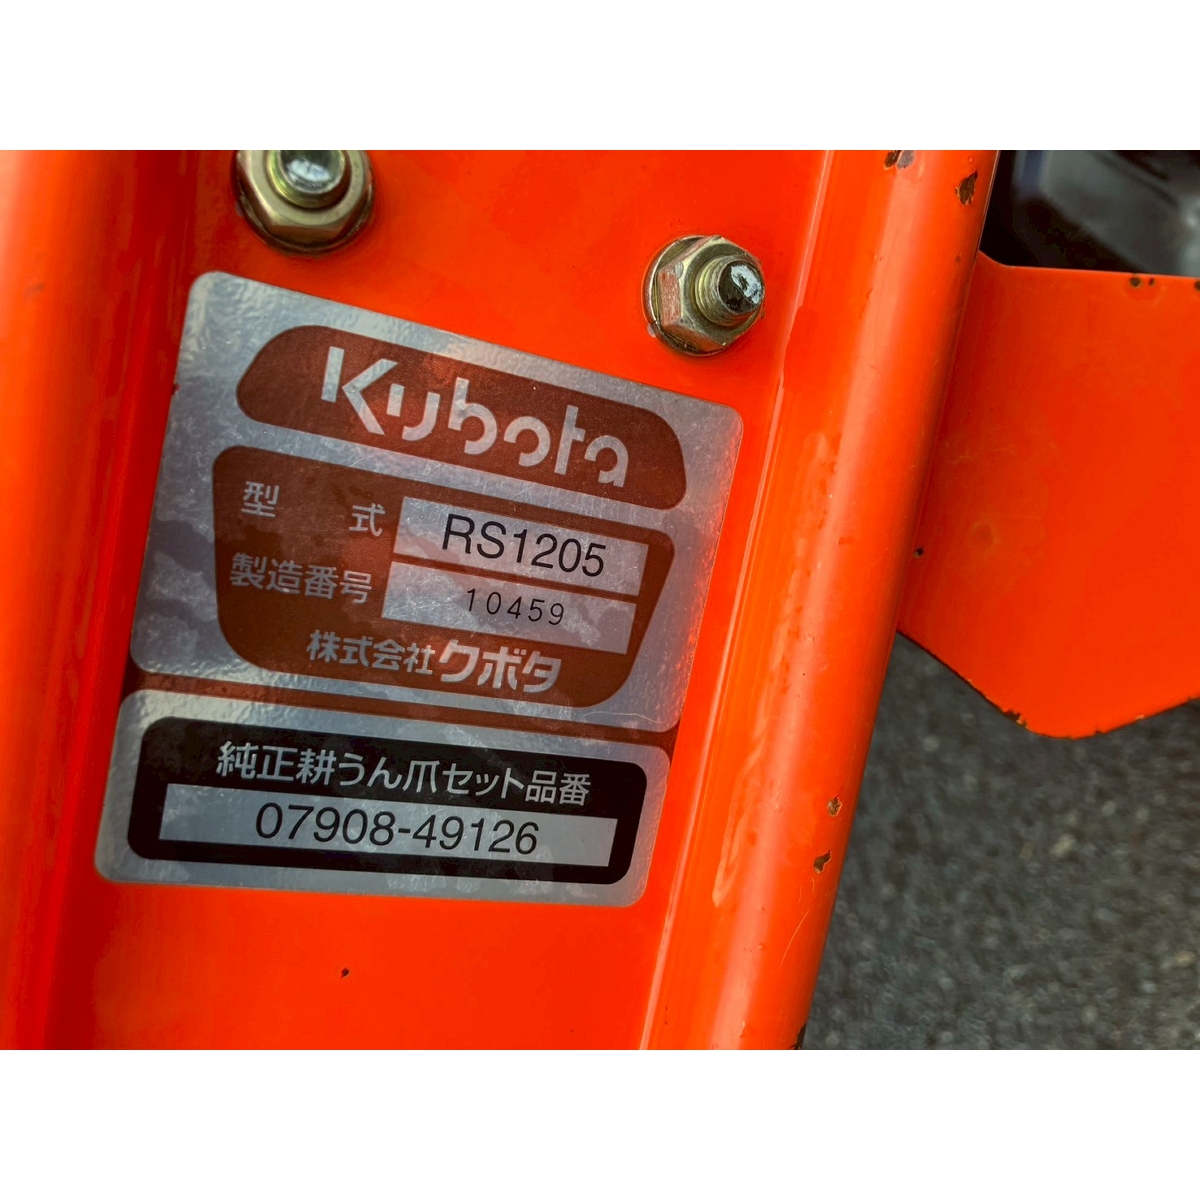 Kubota
型式 RS1205
製造番号 10459
株式会社クボタ
純正耕うん爪セット品番
07908-49126